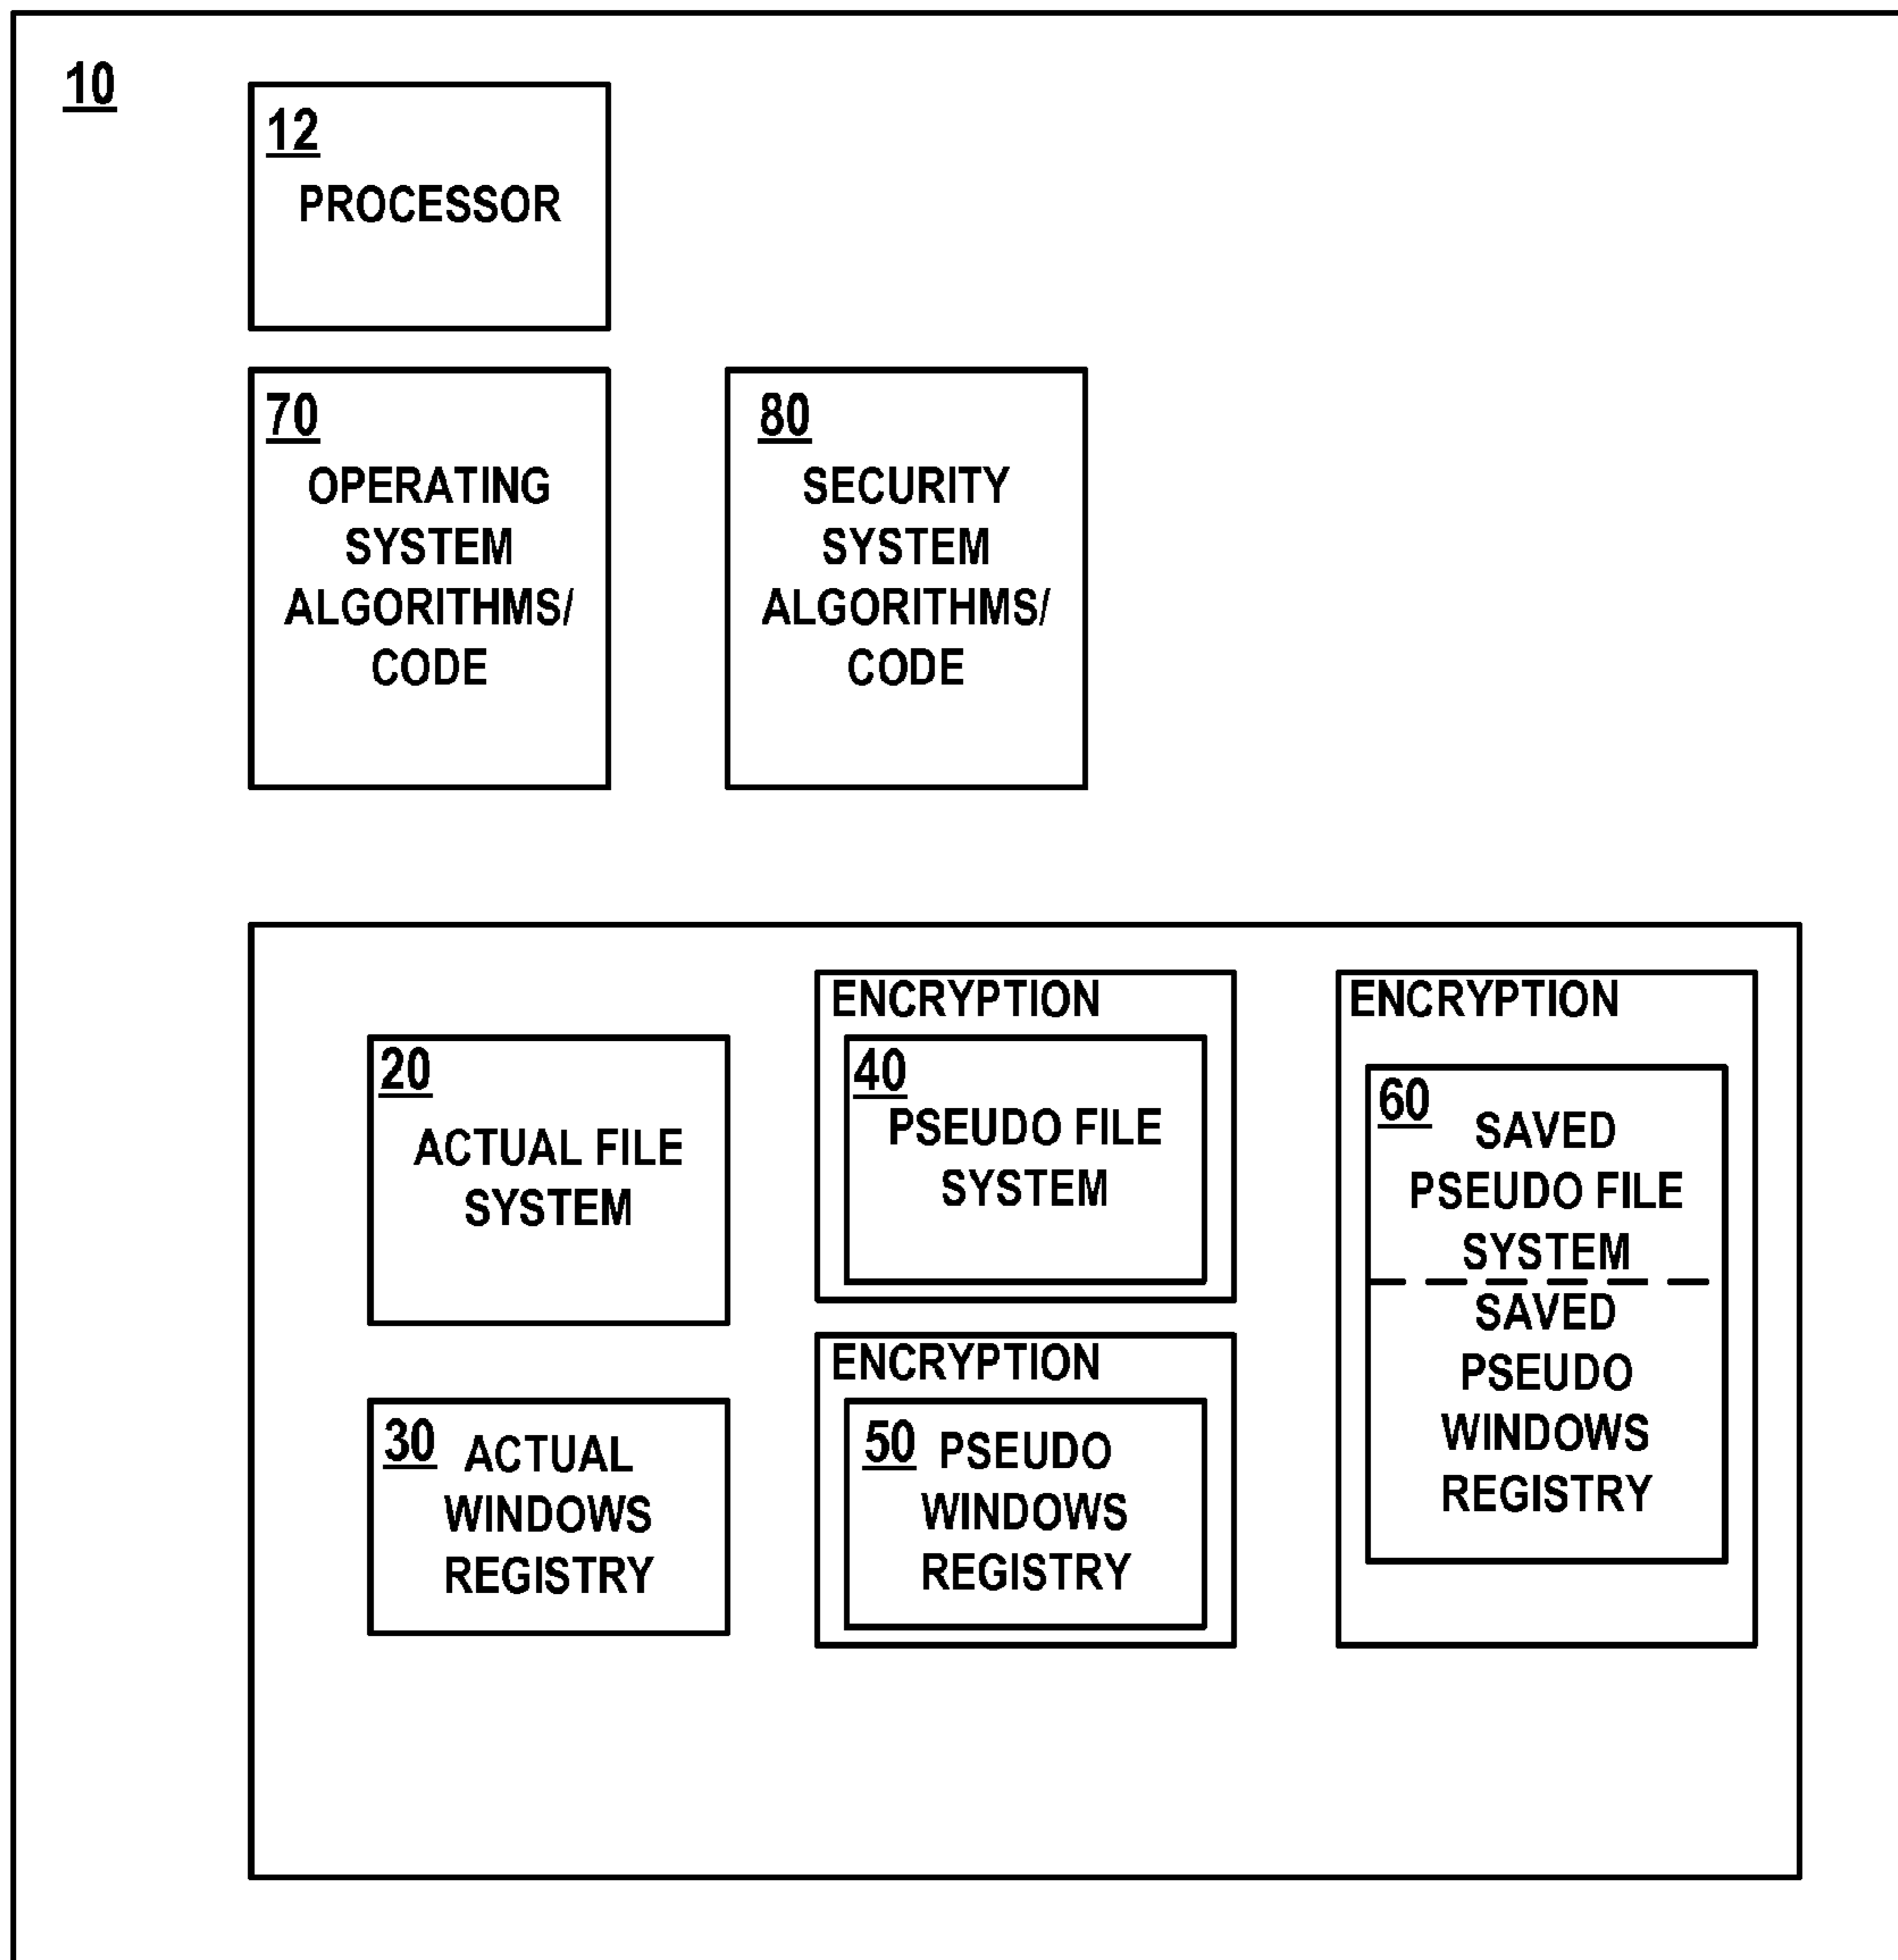 10
12
PROCESSOR
70
OPERATING
SYSTEM
ALGORITHMS/
CODE
80
SECURITY
SYSTEM
ALGORITHMS/
CODE
20
ACTUAL FILE
SYSTEM
30 ACTUAL
WINDOWS
REGISTRY
ENCRYPTION
40
PSEUDO FILE
SYSTEM
ENCRYPTION
50 PSEUDO
WINDOWS
REGISTRY
ENCRYPTION
60 SAVED
PSEUDO FILE
SYSTEM
SAVED
PSEUDO
WINDOWS
REGISTRY